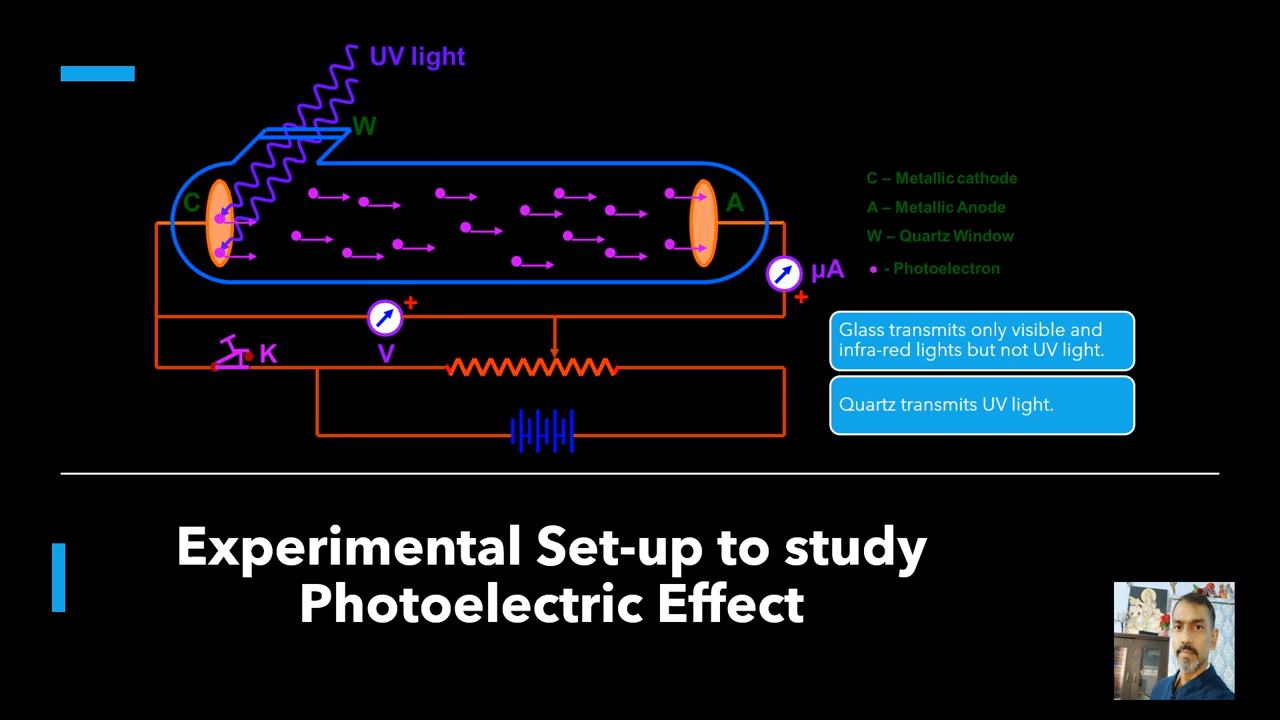 UV light
W
C
A
C – Metallic cathode
A – Metallic Anode
W – Quartz Window
- Photoelectron
µA
+
+
V
K
Glass transmits only visible and
infra-red lights but not UV light.
Quartz transmits UV light.
Experimental Set-up to study
Photoelectric Effect